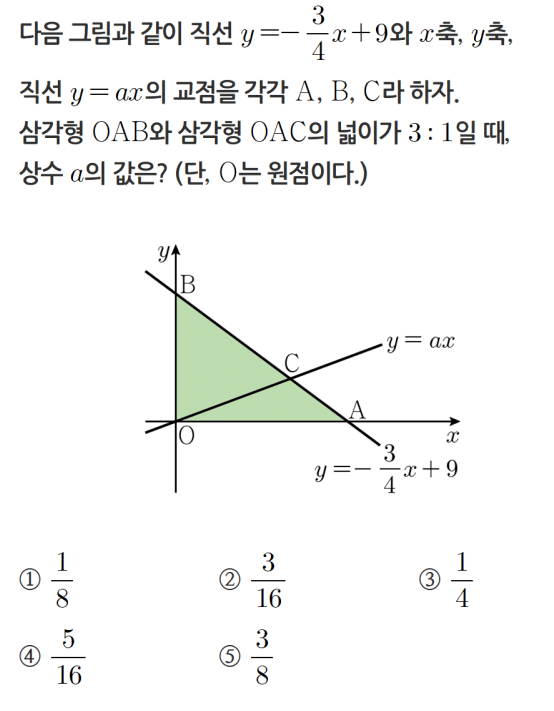 다음 그림과 같이 직선 y=-3/4x+9와 x축, y축,
직선 y=ax의 교점을 각각 A, B, C라 하자.
삼각형 OAB와 삼각형 OAC의 넓이가 3 : 1일 때,
상수 a의 값은? (단, O는 원점이다.)
y
B
y= ax
C
A
O
x
y=-3/4x+9
① 1/8 ② 3/16 ③ 1/4
④ 5/16 ⑤ 3/8